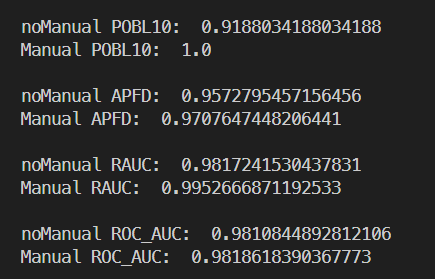 noManual POBL10:  0.9188034188034188
Manual POBL10:  1.0
noManual APFD:  0.9572795457156456
Manual APFD:  0.9707647448206441
noManual RAUC:  0.9817241530437831
Manual RAUC:  0.9952666871192533
noManual ROC_AUC:  0.9810844892812106
Manual ROC_AUC:  0.9818618390367773